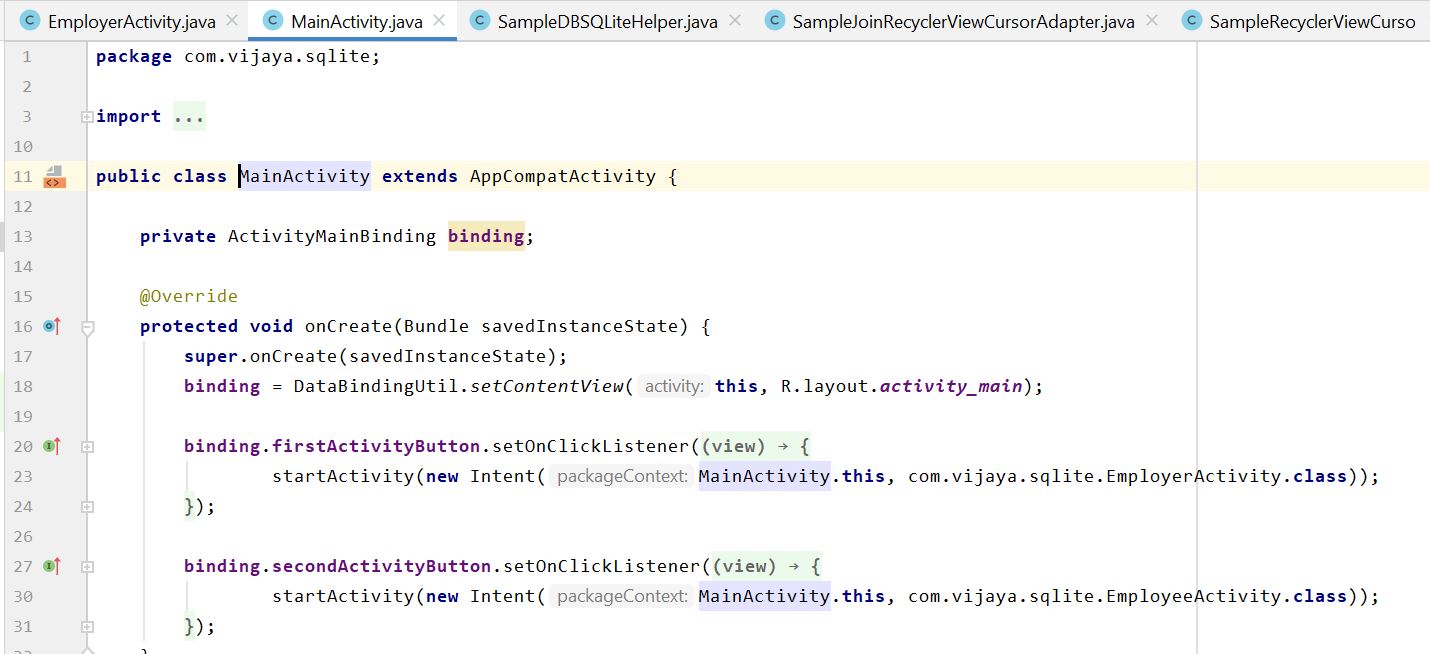 EmployerActivity.java MainActivity.java SampleDBSQLiteHelper.java SampleJoinRecyclerViewCursorAdapter.java SampleRecyclerViewCurso
1 package com.vijaya.sqlite;
2
3 import ...
10
11 public class MainActivity extends AppCompatActivity {
12
13 private ActivityMainBinding binding;
14
15 @Override
16 protected void onCreate(Bundle savedInstanceState) {
17 super.onCreate(savedInstanceState);
18 binding = DataBindingUtil.setContentView( activity: this, R.layout.activity_main);
19
20 binding.firstActivityButton.setOnClickListener((view) → {
23 startActivity(new Intent( packageContext: MainActivity.this, com.vijaya.sqlite.EmployerActivity.class));
24 });
26
27 binding.secondActivityButton.setOnClickListener((view) → {
30 startActivity(new Intent( packageContext: MainActivity.this, com.vijaya.sqlite.EmployeeActivity.class));
31 });